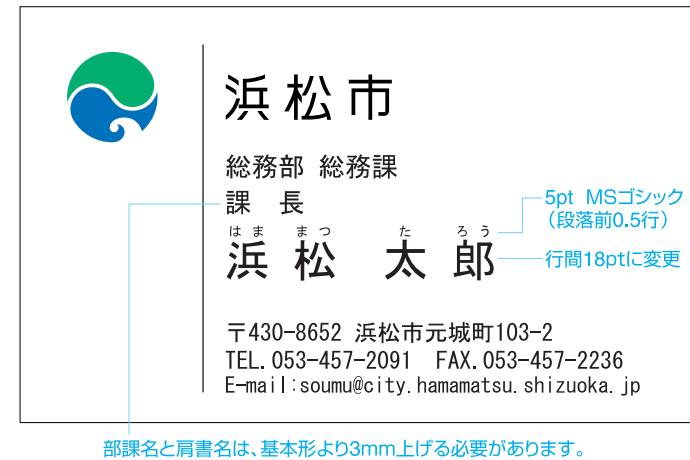 浜松市
総務部 総務課
課 長
はま まつ た ろう
浜 松 太 郎
〒430-8652 浜松市元城町103-2
TEL.053-457-2091 FAX.053-457-2236
E-mail:soumu@city.hamamatsu.shizuoka.jp
5pt MSゴシック
（段落前0.5行）
行間18ptに変更
部課名と肩書名は、基本形より3mm上げる必要があります。